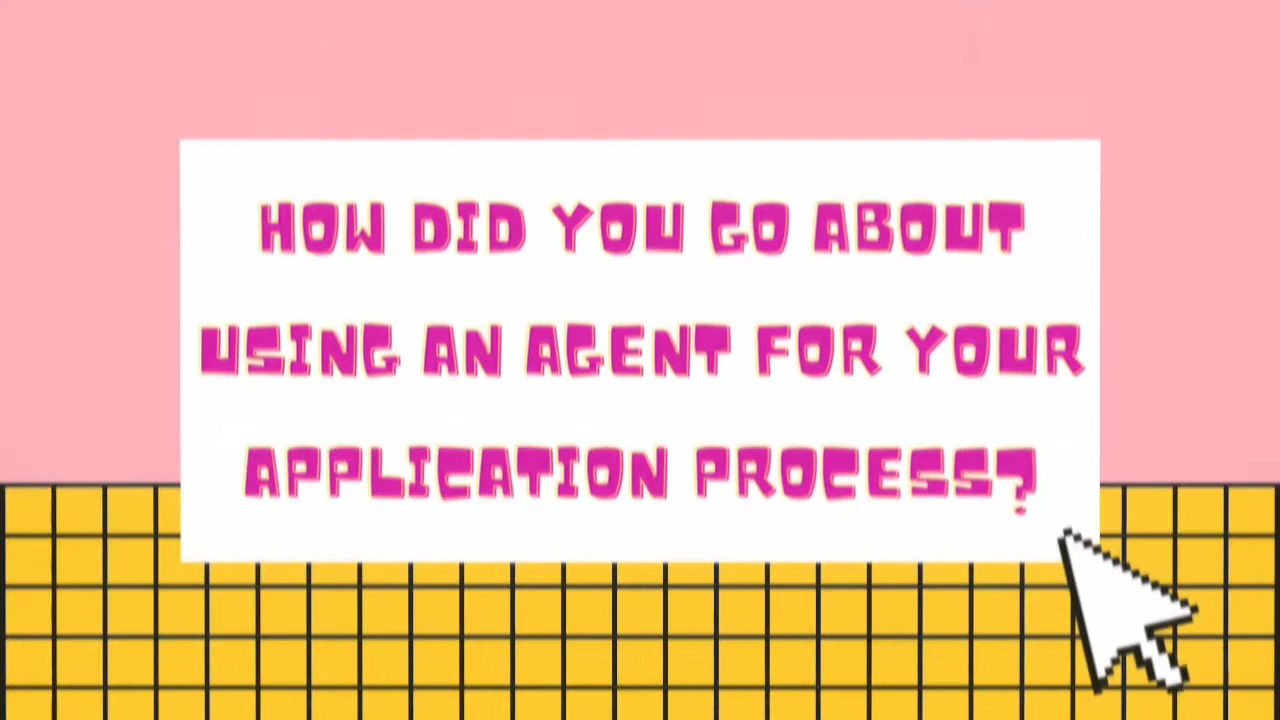 HOW DID YOU GO ABOUT
USING AN AGENT FOR YOUR
APPLICATION PROCESS?